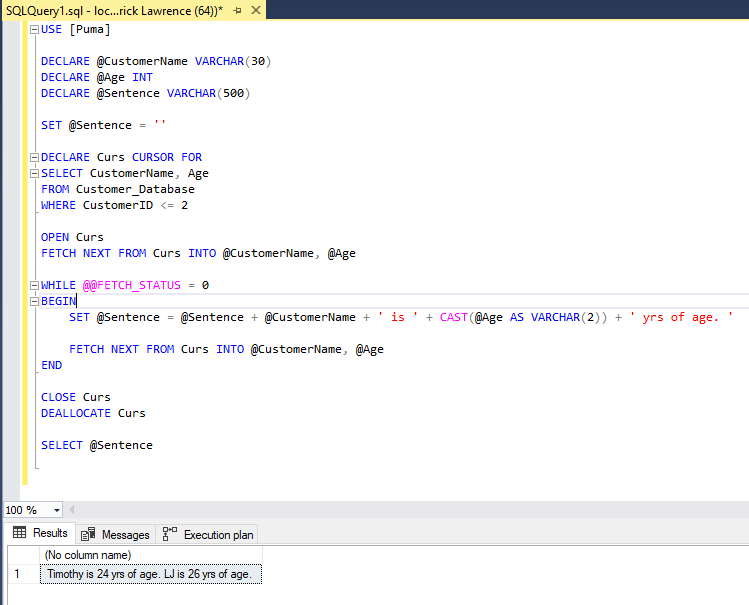 SQLQuery1.sql - loc...rick Lawrence (64))*
USE [Puma]
DECLARE @CustomerName VARCHAR(30)
DECLARE @Age INT
DECLARE @Sentence VARCHAR(500)
SET @Sentence = ''
DECLARE Curs CURSOR FOR
SELECT CustomerName, Age
FROM Customer_Database
WHERE CustomerID <= 2
OPEN Curs
FETCH NEXT FROM Curs INTO @CustomerName, @Age
WHILE @@FETCH_STATUS = 0
BEGIN
SET @Sentence = @Sentence + @CustomerName + ' is ' + CAST(@Age AS VARCHAR(2)) + ' yrs of age. '
FETCH NEXT FROM Curs INTO @CustomerName, @Age
END
CLOSE Curs
DEALLOCATE Curs
SELECT @Sentence
100 %
Results Messages Execution plan
(No column name)
1 Timothy is 24 yrs of age. LJ is 26 yrs of age.